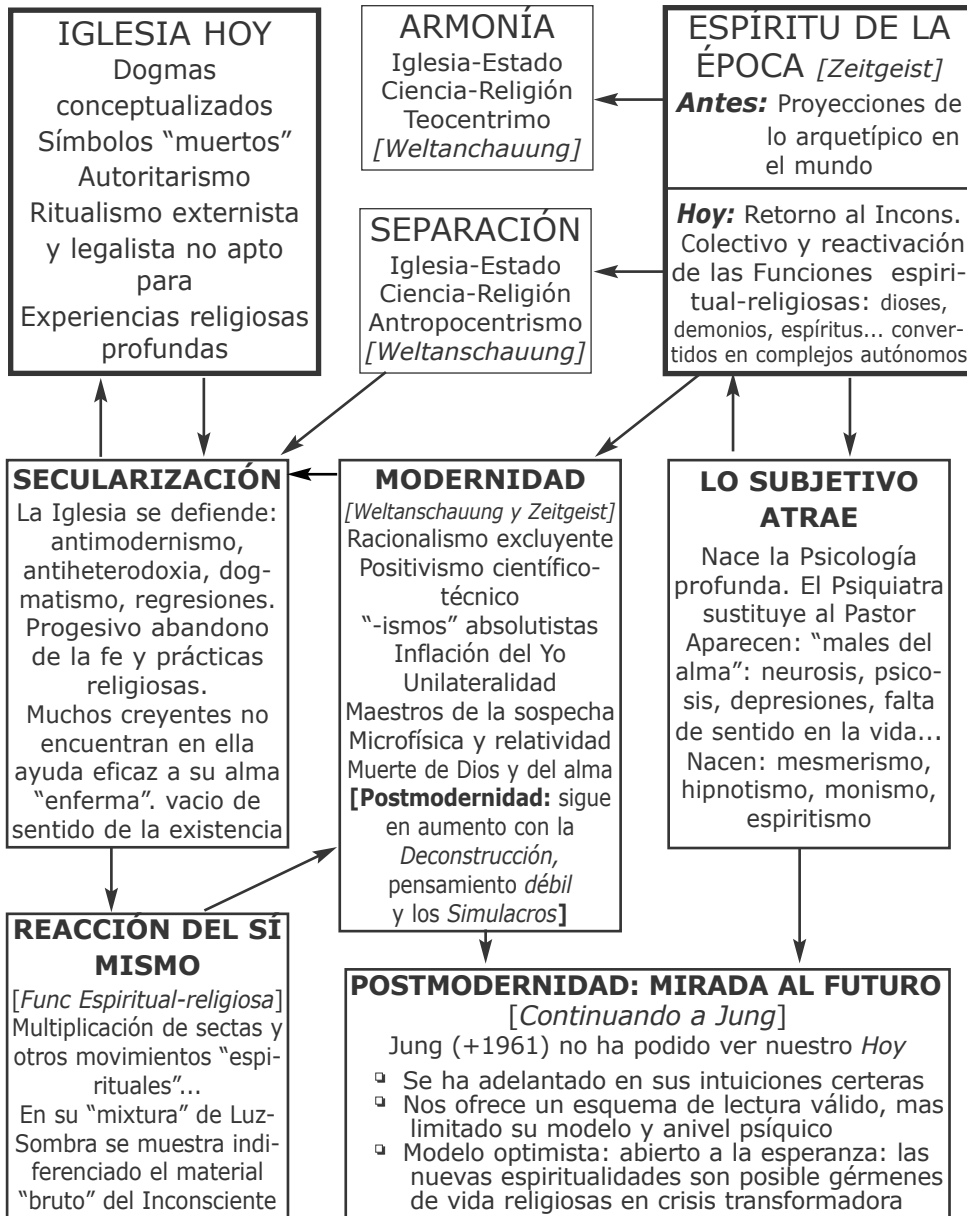 IGLESIA HOY
Dogmas
conceptualizados
Símbolos “muertos”
Autoritarismo
Ritualismo externista
y legalista no apto
para
Experiencias religiosas
profundas
ARMONÍA
Iglesia-Estado
Ciencia-Religión
Teocentrimo
[Weltanchauung]
ESPÍRITU DE LA
ÉPOCA [Zeitgeist]
Antes: Proyecciones de
lo arquetípico en
el mundo
Hoy: Retorno al Incons.
Colectivo y reactivación
de las Funciones espiri-
tual-religiosas: dioses,
demonios, espíritus... conver-
tidos en complejos autónomos
SEPARACIÓN
Iglesia-Estado
Ciencia-Religión
Antropocentrismo
[Weltanschauung]
SECULARIZACIÓN
La Iglesia se defiende:
antimodernismo,
antiheterodoxia, dog-
matismo, regresiones.
Progesivo abandono
de la fe y prácticas
religiosas.
Muchos creyentes no
encuentran en ella
ayuda eficaz a su alma
“enferma”. vacio de
sentido de la existencia
MODERNIDAD
[Weltanschauung y Zeitgeist]
Racionalismo excluyente
Positivismo científico-
técnico
“-ismos” absolutistas
Inflación del Yo
Unilateralidad
Maestros de la sospecha
Microfísica y relatividad
Muerte de Dios y del alma
[Postmodernidad: sigue
en aumento con la
Deconstrucción,
pensamiento débil
y los Simulacros]
LO SUBJETIVO
ATRAE
Nace la Psicología
profunda. El Psiquiatra
sustituye al Pastor
Aparecen: “males del
alma”: neurosis, psico-
sis, depresiones, falta
de sentido en la vida...
Nacen: mesmerismo,
hipnotismo, monismo,
espiritismo
REACCIÓN DEL SÍ
MISMO
[Func Espiritual-religiosa]
Multiplicación de sectas y
otros movimientos “espi-
rituales”...
En su “mixtura” de Luz-
Sombra se muestra indi-
ferenciado el material
“bruto” del Inconsciente
POSTMODERNIDAD: MIRADA AL FUTURO
[Continuando a Jung]
Jung (+1961) no ha podido ver nuestro Hoy
❑ Se ha adelantado en sus intuiciones certeras
❑ Nos ofrece un esquema de lectura válido, mas
limitado su modelo y anivel psíquico
❑ Modelo optimista: abierto a la esperanza: las
nuevas espiritualidades son posible gérmenes
de vida religiosas en crisis transformadora